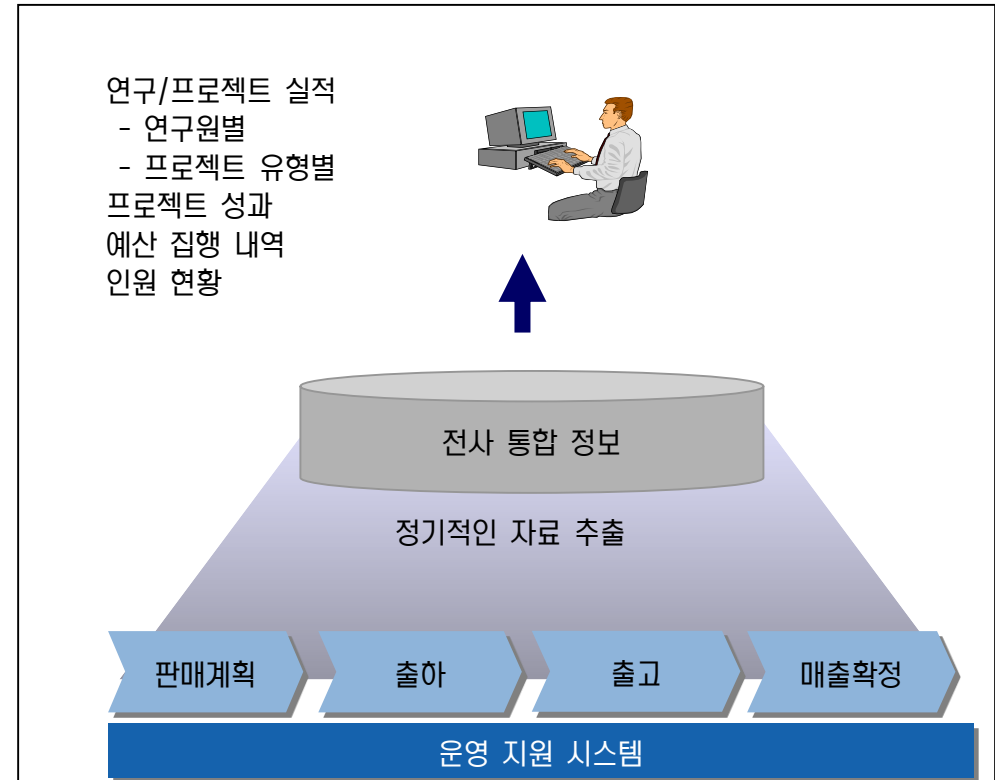 연구/프로젝트 실적
- 연구원별
- 프로젝트 유형별
프로젝트 성과
예산 집행 내역
인원 현황
전사 통합 정보
정기적인 자료 추출
판매계획
출하
출고
매출확정
운영 지원 시스템